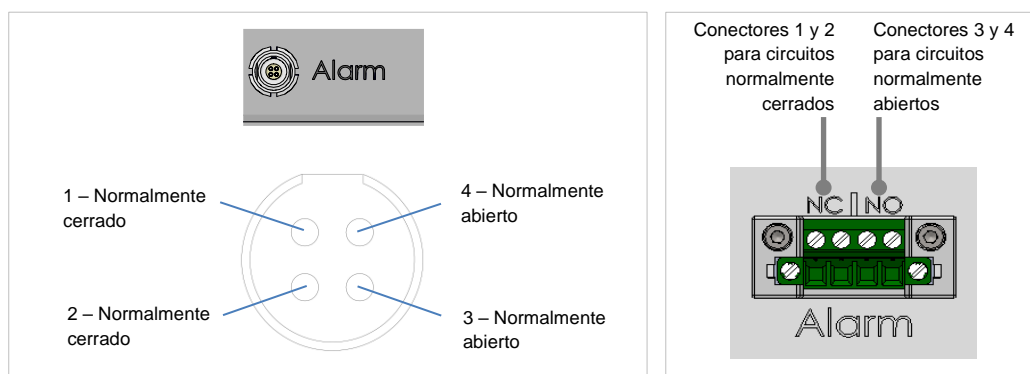 Alarm
1 – Normalmente
cerrado
4 – Normalmente
abierto
2 – Normalmente
cerrado
3 – Normalmente
abierto
Conectores 1 y 2
para circuitos
normalmente
cerrados
Conectores 3 y 4
para circuitos
normalmente
abiertos
NC | NO
Alarm